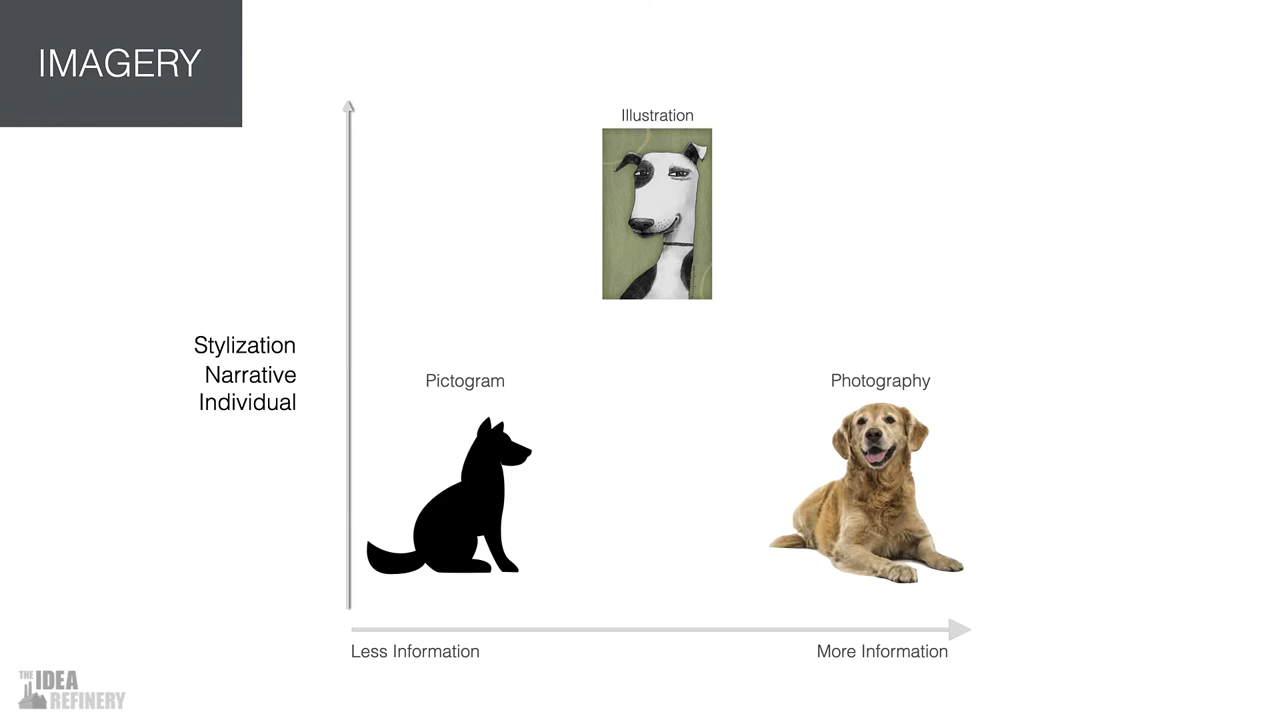 IMAGERY
Illustration
Stylization
Narrative
Individual
Pictogram
Photography
Less Information
More Information
THE IDEA
REFINERY